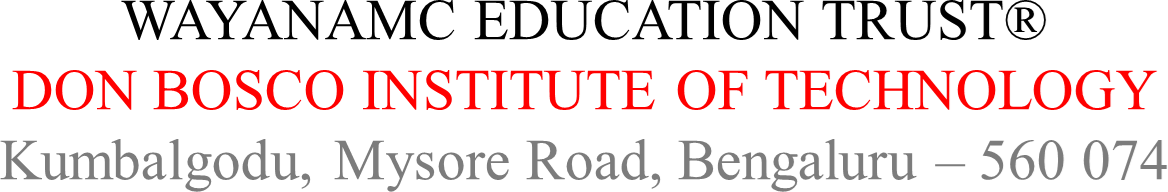 WAYANAMC EDUCATION TRUST®
DON BOSCO INSTITUTE OF TECHNOLOGY
Kumbalgodu, Mysore Road, Bengaluru – 560 074